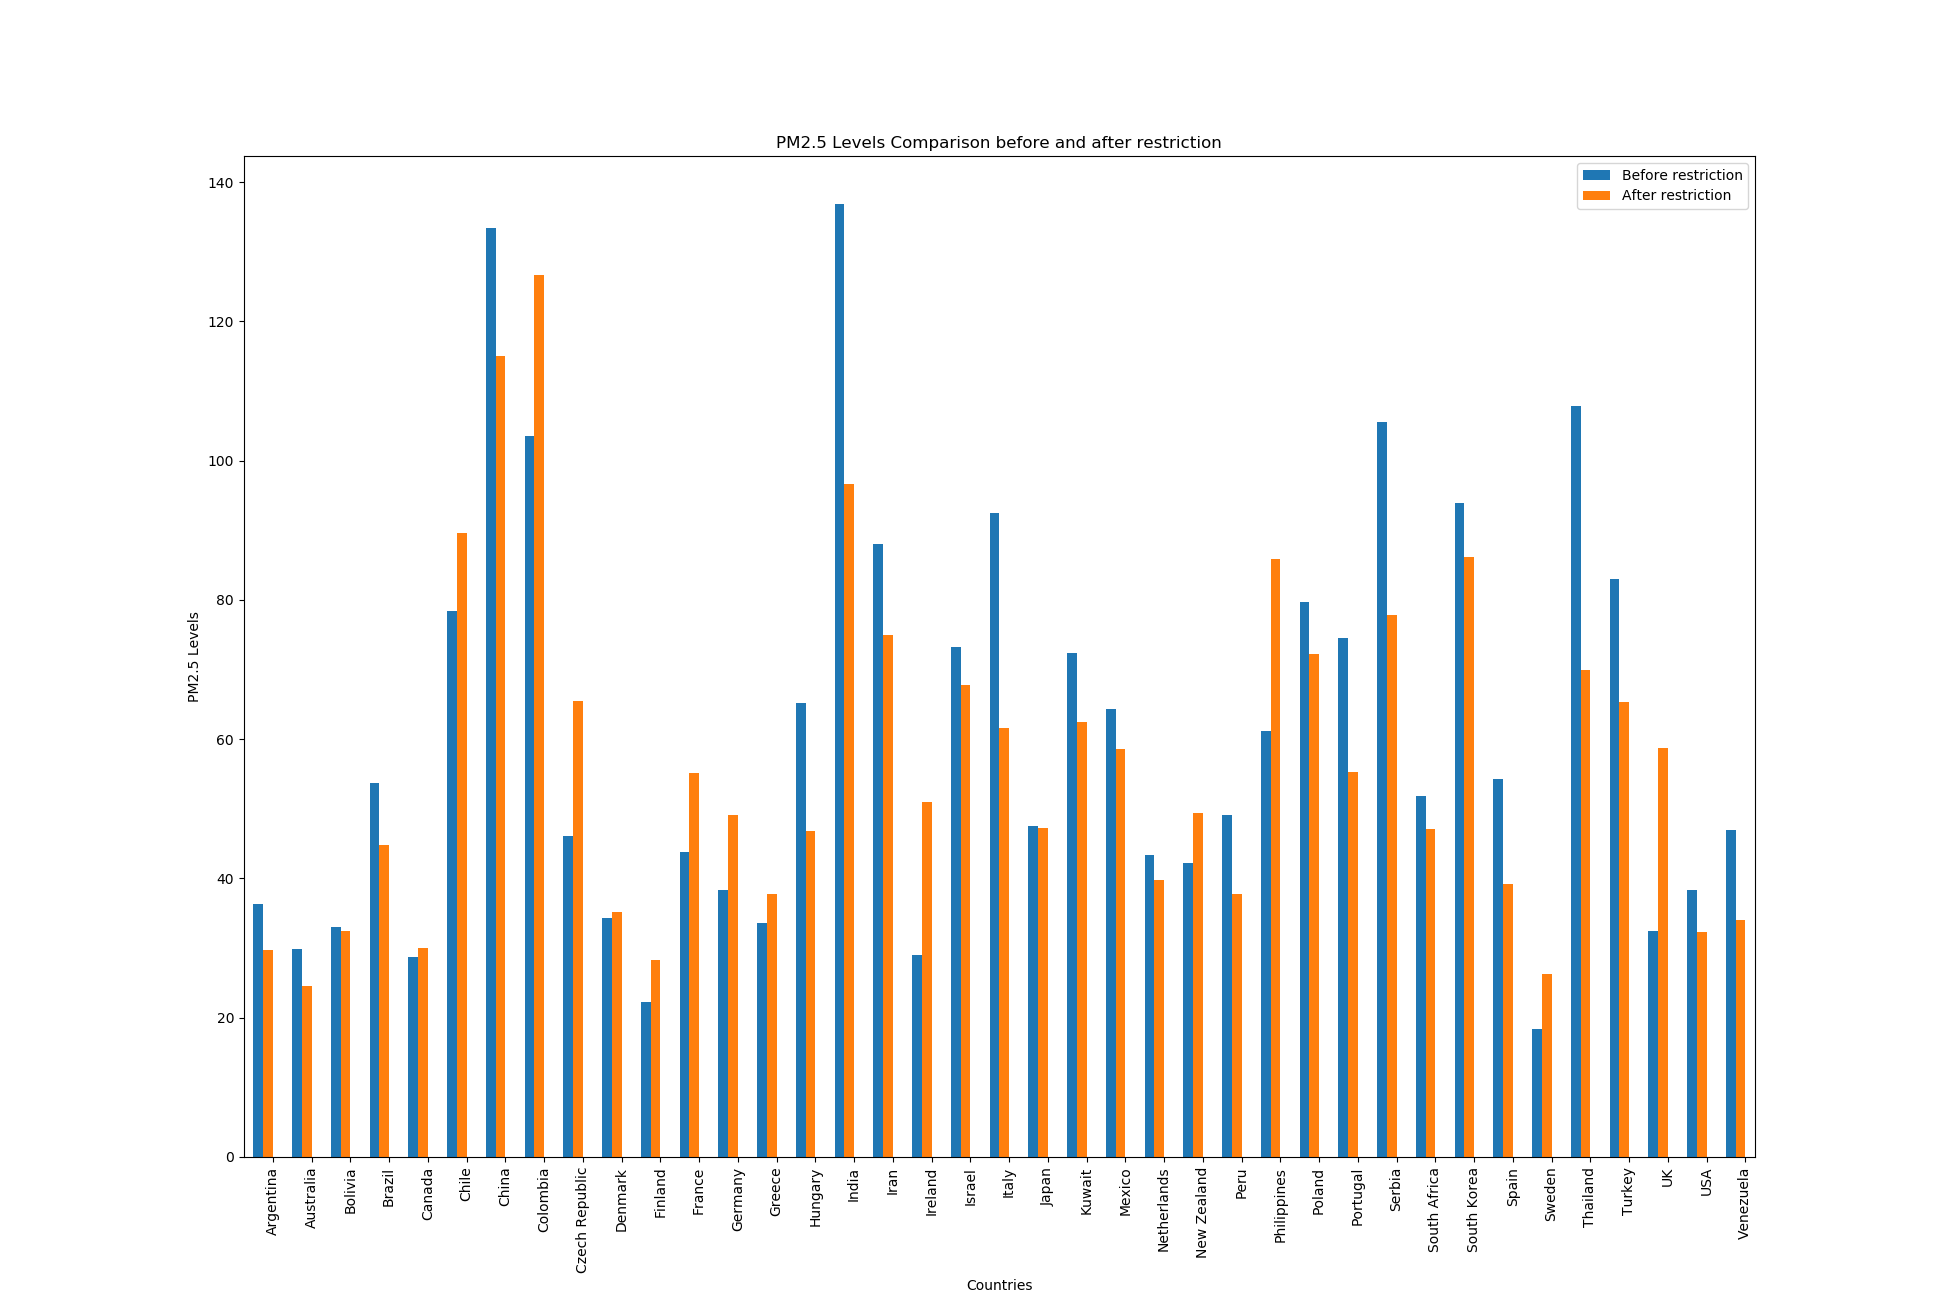 PM2.5 Levels Comparison before and after restriction
Before restriction
After restriction
PM2.5 Levels
140
120
100
80
60
40
20
0
Argentina
Australia
Bolivia
Brazil
Canada
Chile
China
Colombia
Czech Republic
Denmark
Finland
France
Germany
Greece
Hungary
India
Iran
Ireland
Israel
Italy
Japan
Kuwait
Mexico
Netherlands
New Zealand
Peru
Philippines
Poland
Portugal
Serbia
South Africa
South Korea
Spain
Sweden
Thailand
Turkey
UK
USA
Venezuela
Countries